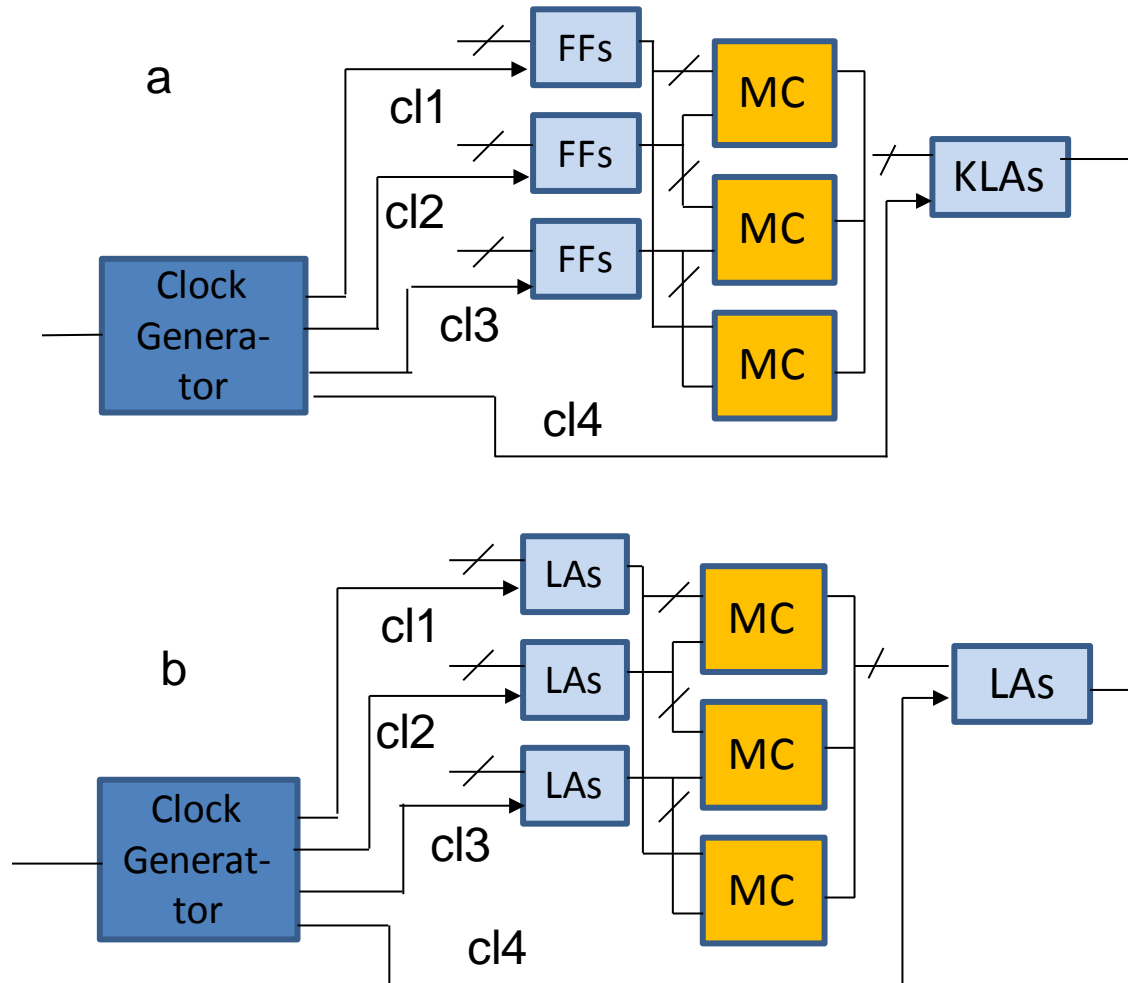 a
FFs
cl1
MC
FFs
KLAs
cl2
MC
FFs
Clock
Genera-
tor
cl3
MC
cl4
LAs
cl1
MC
b
LAs
LAs
cl2
MC
LAs
Clock
Generat-
tor
cl3
MC
cl4